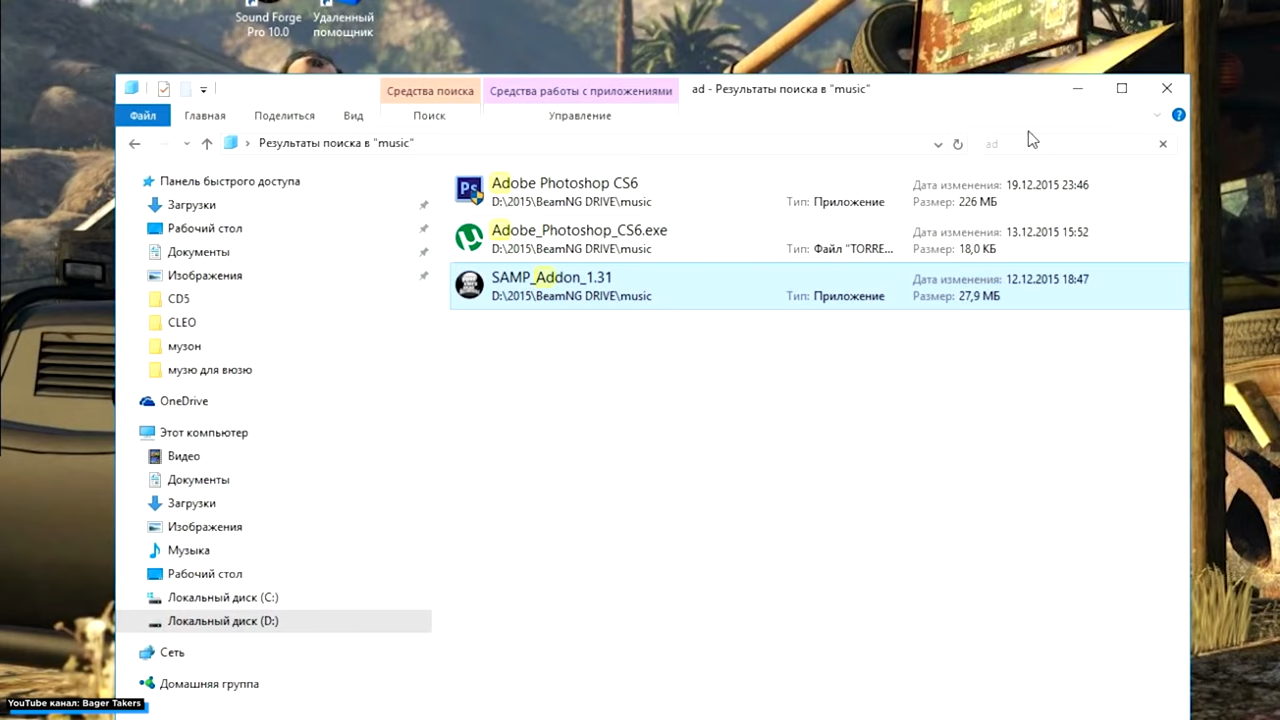 Sound Forge
Pro 10.0
Удаленный
помощник
Средства поиска
Средства работы с приложениями
ad - Результаты поиска в "music"
Файл
Главная
Поделиться
Вид
Поиск
Управление
Результаты поиска в "music"
ad
Панель быстрого доступа
Загрузки
Рабочий стол
Документы
Изображения
CD5
CLEO
музон
музю для вюзю
OneDrive
Этот компьютер
Видео
Документы
Загрузки
Изображения
Музыка
Рабочий стол
Локальный диск (C:)
Локальный диск (D:)
Сеть
Домашняя группа
Adobe Photoshop CS6
D:\2015\BeamNG DRIVE\music
Тип: Приложение
Дата изменения: 19.12.2015 23:46
Размер: 226 МБ
Adobe_Photoshop_CS6.exe
D:\2015\BeamNG DRIVE\music
Тип: Файл "TORRE...
Дата изменения: 13.12.2015 15:52
Размер: 18,0 КБ
SAMP_Addon_1.31
D:\2015\BeamNG DRIVE\music
Тип: Приложение
Дата изменения: 12.12.2015 18:47
Размер: 27,9 МБ
YouTube канал: Bager Takers